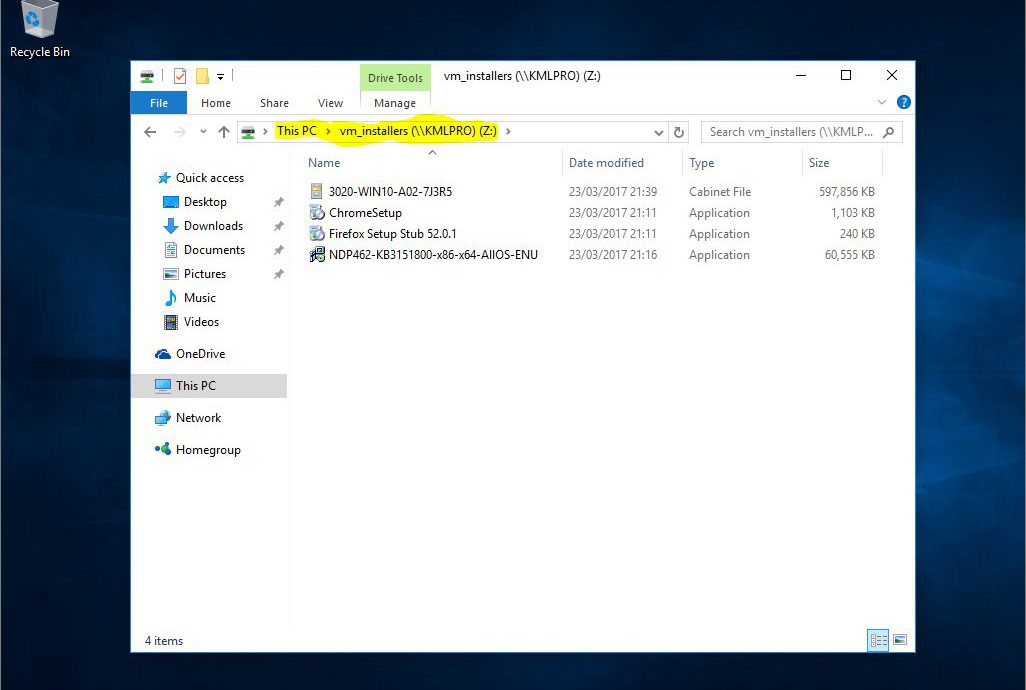 Recycle Bin
Drive Tools
vm_installers (\\KMLPRO) (Z:)
File Home Share View Manage
This PC vm_installers (\\KMLPRO) (Z:)
Search vm_installers (\\KMLP...
Quick access
Desktop
Downloads
Documents
Pictures
Music
Videos
OneDrive
This PC
Network
Homegroup
Name Date modified Type Size
3020-WIN10-A02-7J3R5 23/03/2017 21:39 Cabinet File 597,856 KB
ChromeSetup 23/03/2017 21:11 Application 1,103 KB
Firefox Setup Stub 52.0.1 23/03/2017 21:11 Application 240 KB
NDP462-KB3151800-x86-x64-AllOS-ENU 23/03/2017 21:16 Application 60,555 KB
4 items